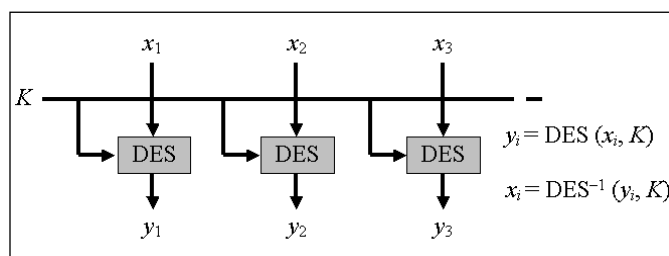 x₁ x₂ x₃
K
DES DES DES
yᵢ = DES (xᵢ, K)
xᵢ = DES⁻¹ (yᵢ, K)
y₁ y₂ y₃